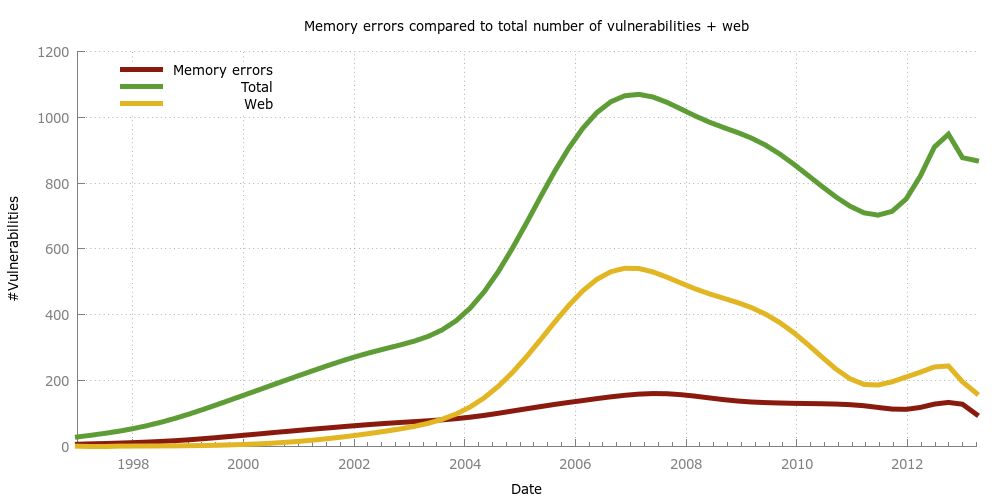 Memory errors compared to total number of vulnerabilities + web
1200
1000
800
600
400
200
0
#Vulnerabilities
Memory errors
Total
Web
1998 2000 2002 2004 2006 2008 2010 2012
Date